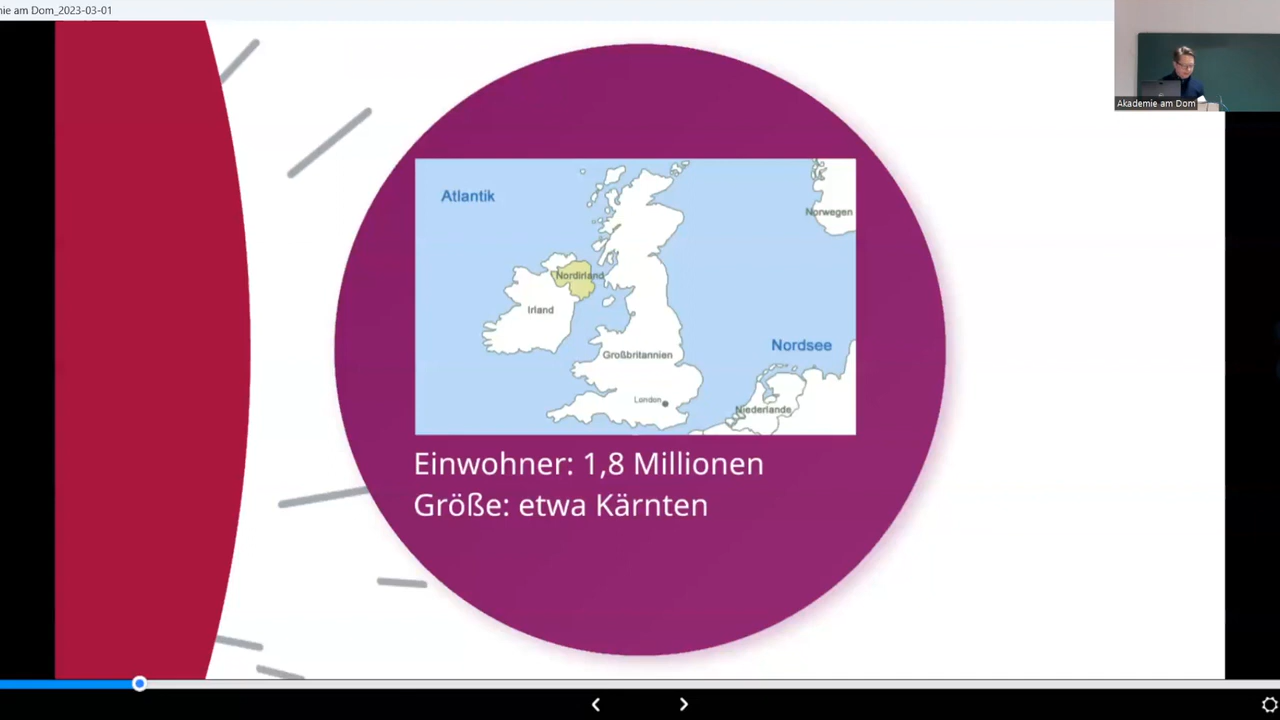 ie am Dom_2023-03-01
Akademie am Dom
Atlantik
Norwegen
Nordirland
Irland
Nordsee
Großbritannien
London
Niederlande
Einwohner: 1,8 Millionen
Größe: etwa Kärnten